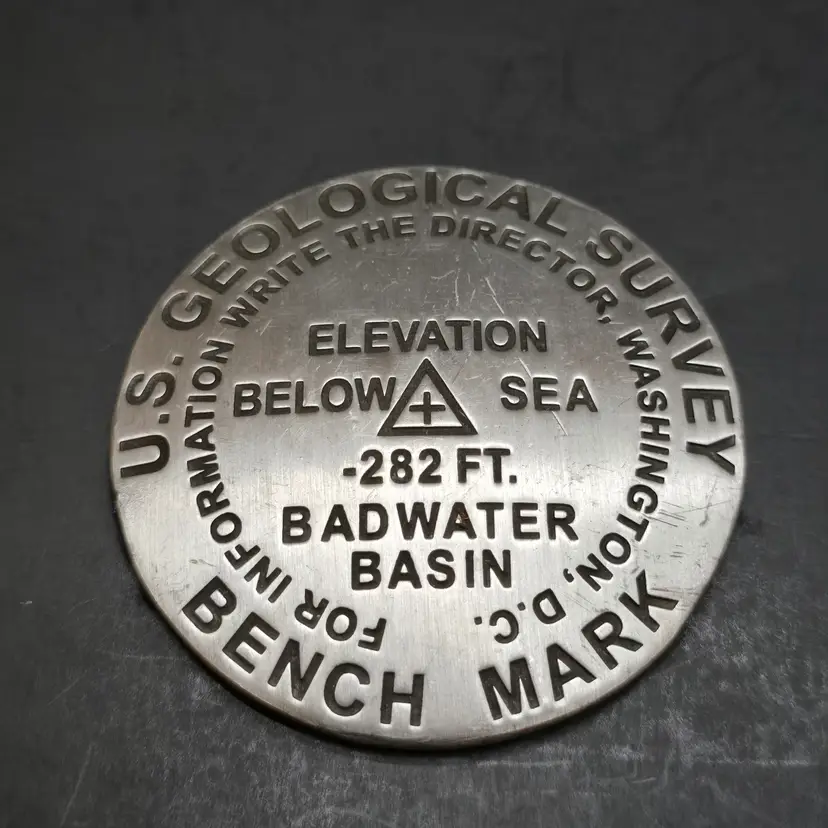 U.S. GEOLOGICAL SURVEY
FOR INFORMATION WRITE THE DIRECTOR, WASHINGTON, D.C.
ELEVATION
BELOW SEA
-282 FT.
BADWATER
BASIN
BENCH MARK